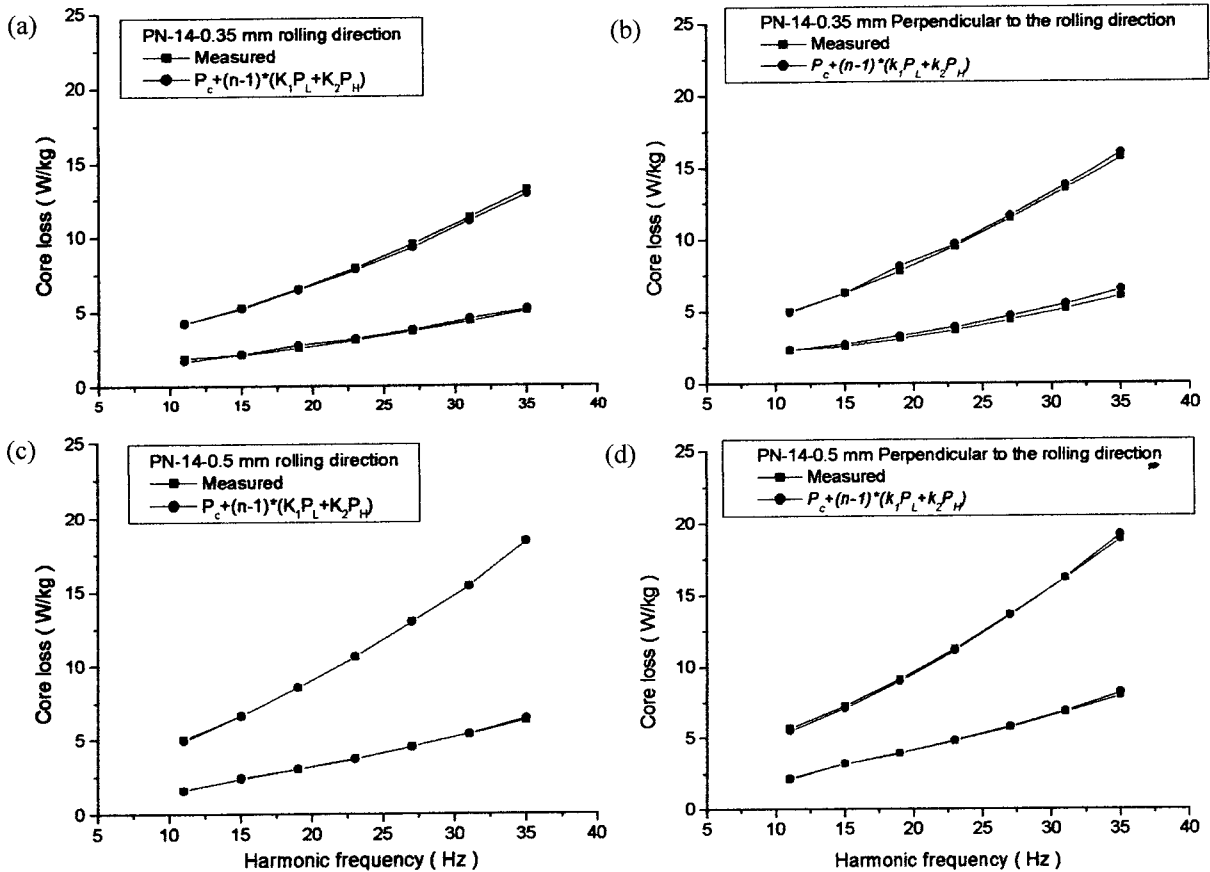 (a)
PN-14-0.35 mm rolling direction
Measured
P_c+(n-1)*(K_1P_L+K_2P_H)
Core loss ( W/kg)
25
20
15
10
5
0
5
10
15
20
25
30
35
40
(b)
PN-14-0.35 mm Perpendicular to the rolling direction
Measured
P_c+(n-1)*(k_1P_L+k_2P_H)
Core loss ( W/kg)
25
20
15
10
5
0
5
10
15
20
25
30
35
40
(c)
PN-14-0.5 mm rolling direction
Measured
P_c+(n-1)*(K_1P_L+K_2P_H)
Core loss ( W/kg)
25
20
15
10
5
0
5
10
15
20
25
30
35
40
Harmonic frequency ( Hz )
(d)
PN-14-0.5 mm Perpendicular to the rolling direction
Measured
P_c+(n-1)*(k_1P_L+k_2P_H)
Core loss ( W/kg)
25
20
15
10
5
0
5
10
15
20
25
30
35
40
Harmonic frequency ( Hz )